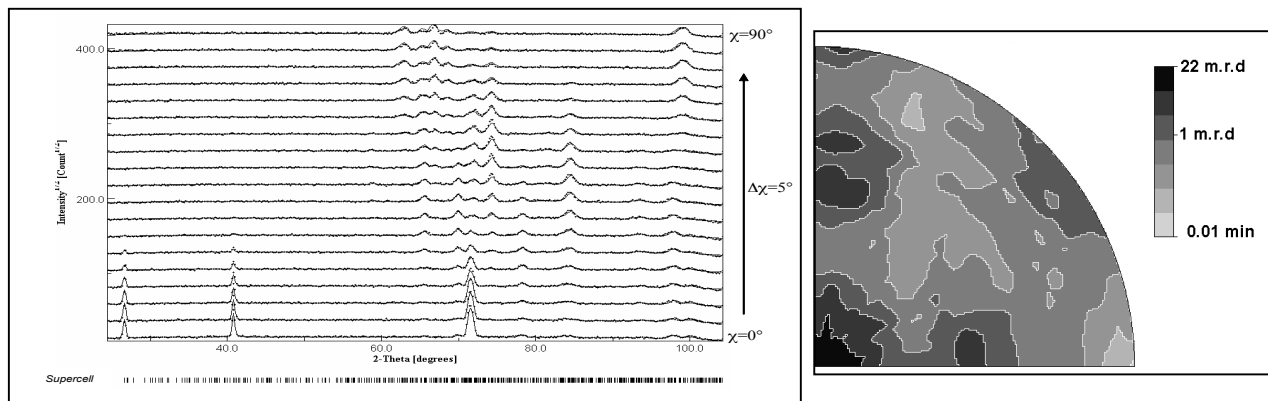 400.0
200.0
Intensity^1/2 [Count^1/2]
χ=90°
Δχ=5°
χ=0°
40.0 60.0 80.0 100.0
2-Theta [degrees]
Supercell
22 m.r.d
1 m.r.d
0.01 min